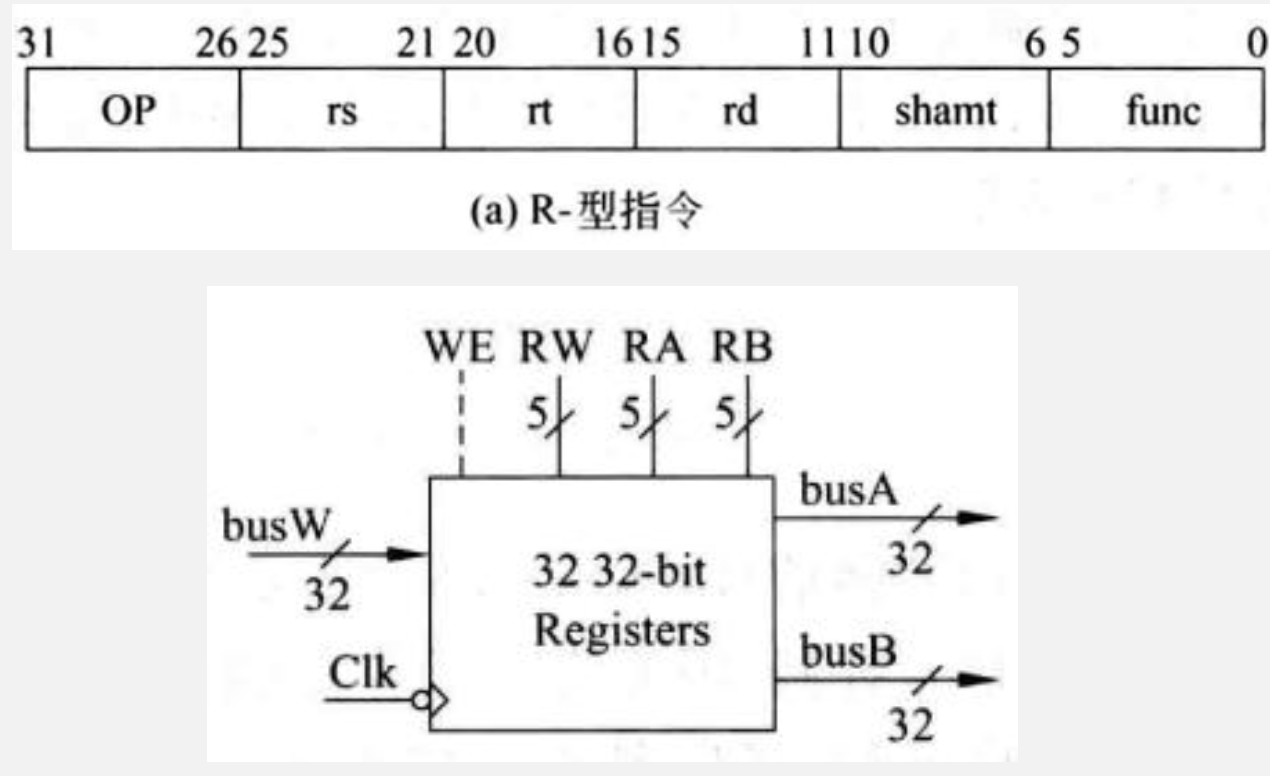 31 26 25 21 20 16 15 11 10 6 5 0
OP rs rt rd shamt func
(a) R-型指令
WE RW RA RB
5 5 5
busW
32
Clk
32 32-bit
Registers
busA
32
busB
32